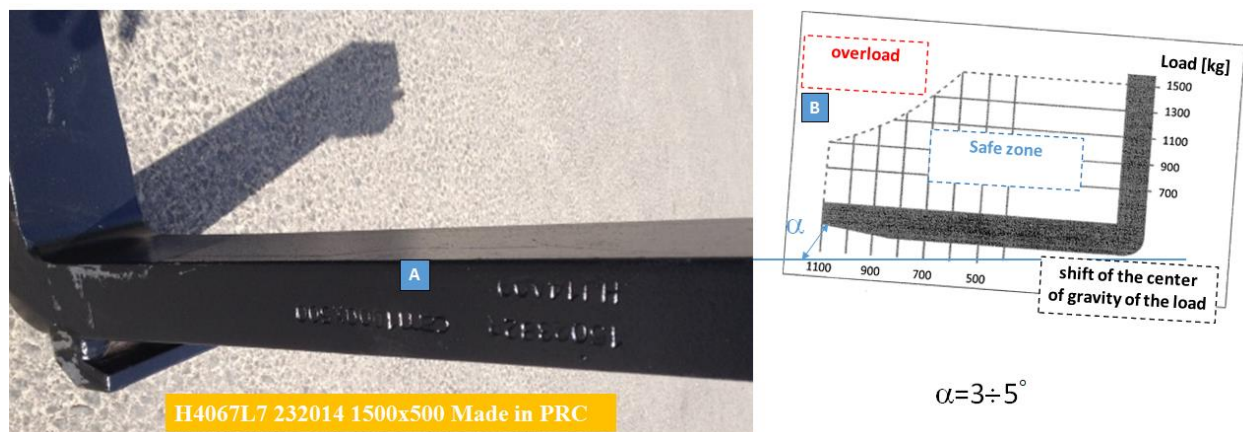 A
H4067L7 232014 1500x500 Made in PRC
overload
B
Safe zone
Load [kg]
1500
1300
1100
900
700
α
1100
900
700
500
shift of the center
of gravity of the load
α=3÷5°